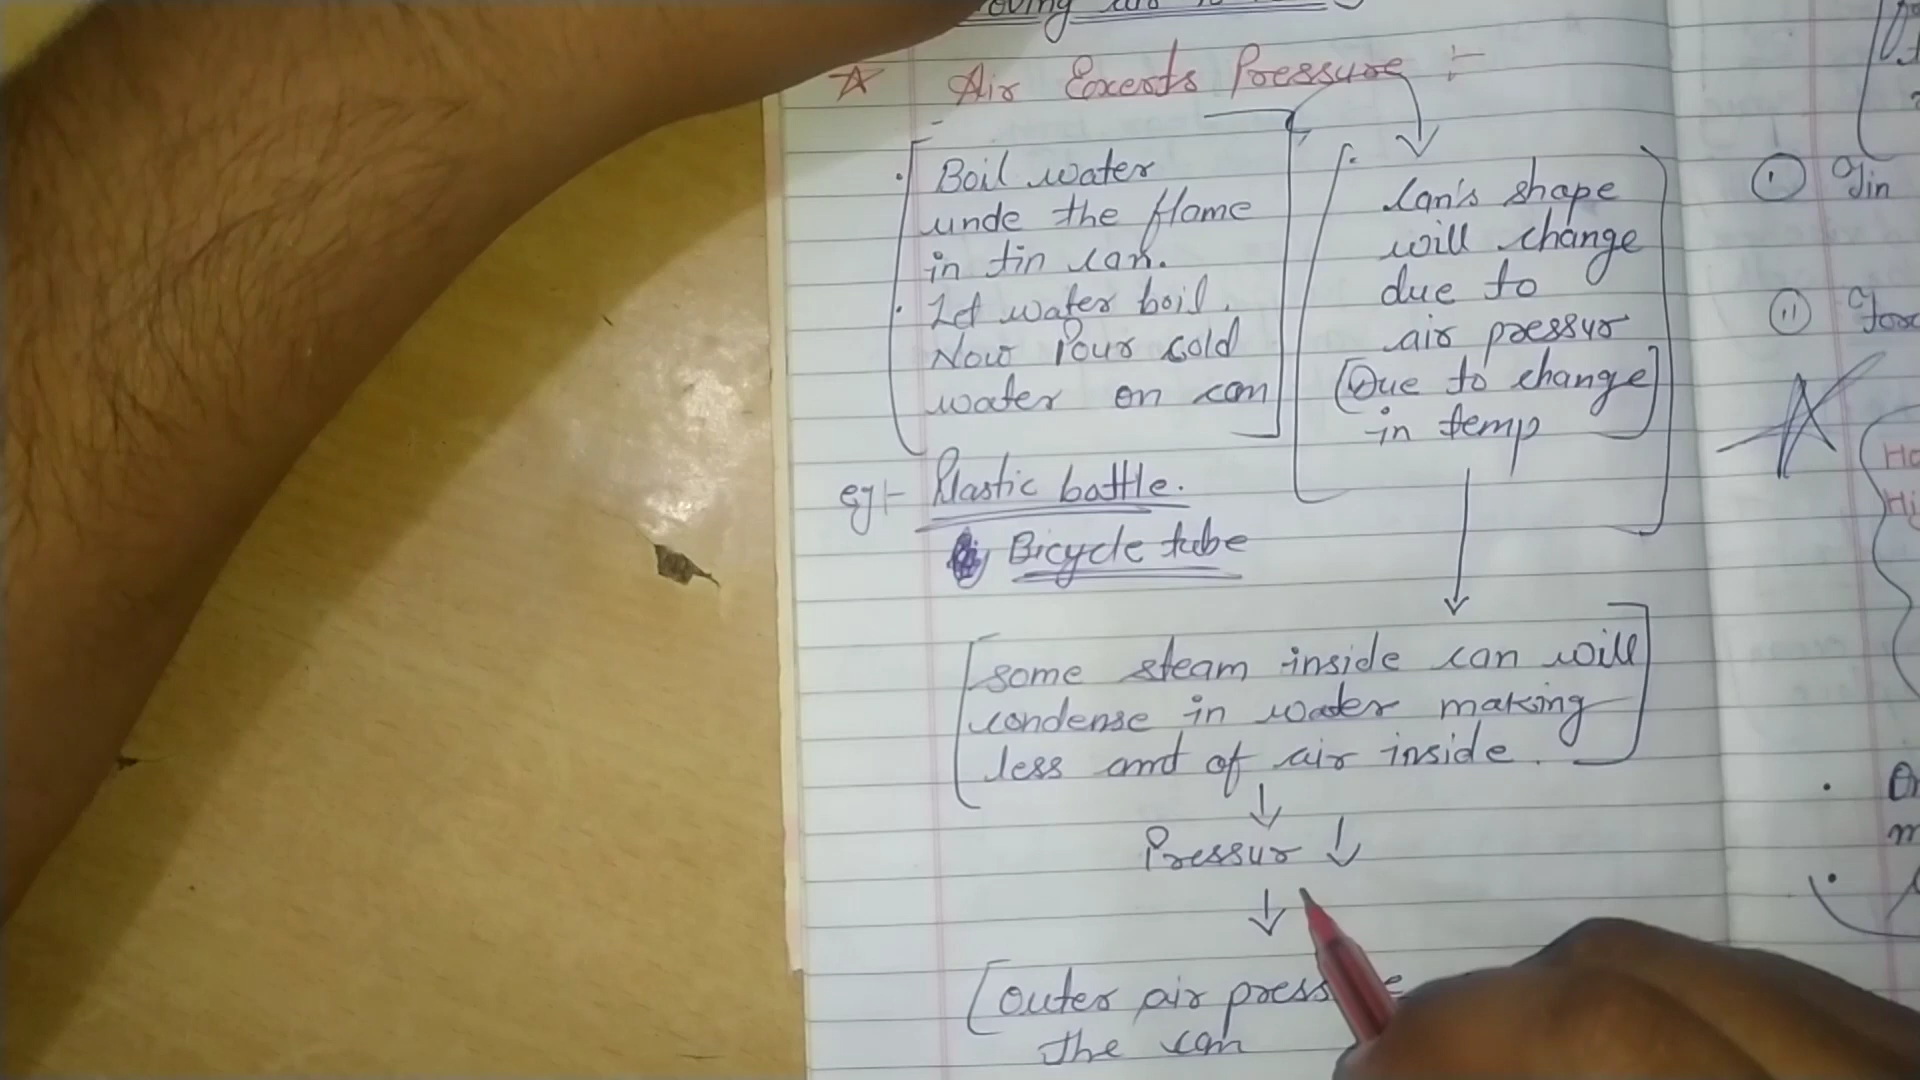 ☆ Air Exerts Pressure :-
• Boil water
unde the flame
in tin can.
• Let water boil.
Now Pour cold
water on can
eg:- Plastic bottle.
Bicycle tube
Can's shape
will change
due to
air pressur
(Due to change
in temp
[some steam inside can will
condense in water making
less amt of air inside.]
↓
Pressur ↓
↓
[Outer air
the can
(I) Tin
(II)